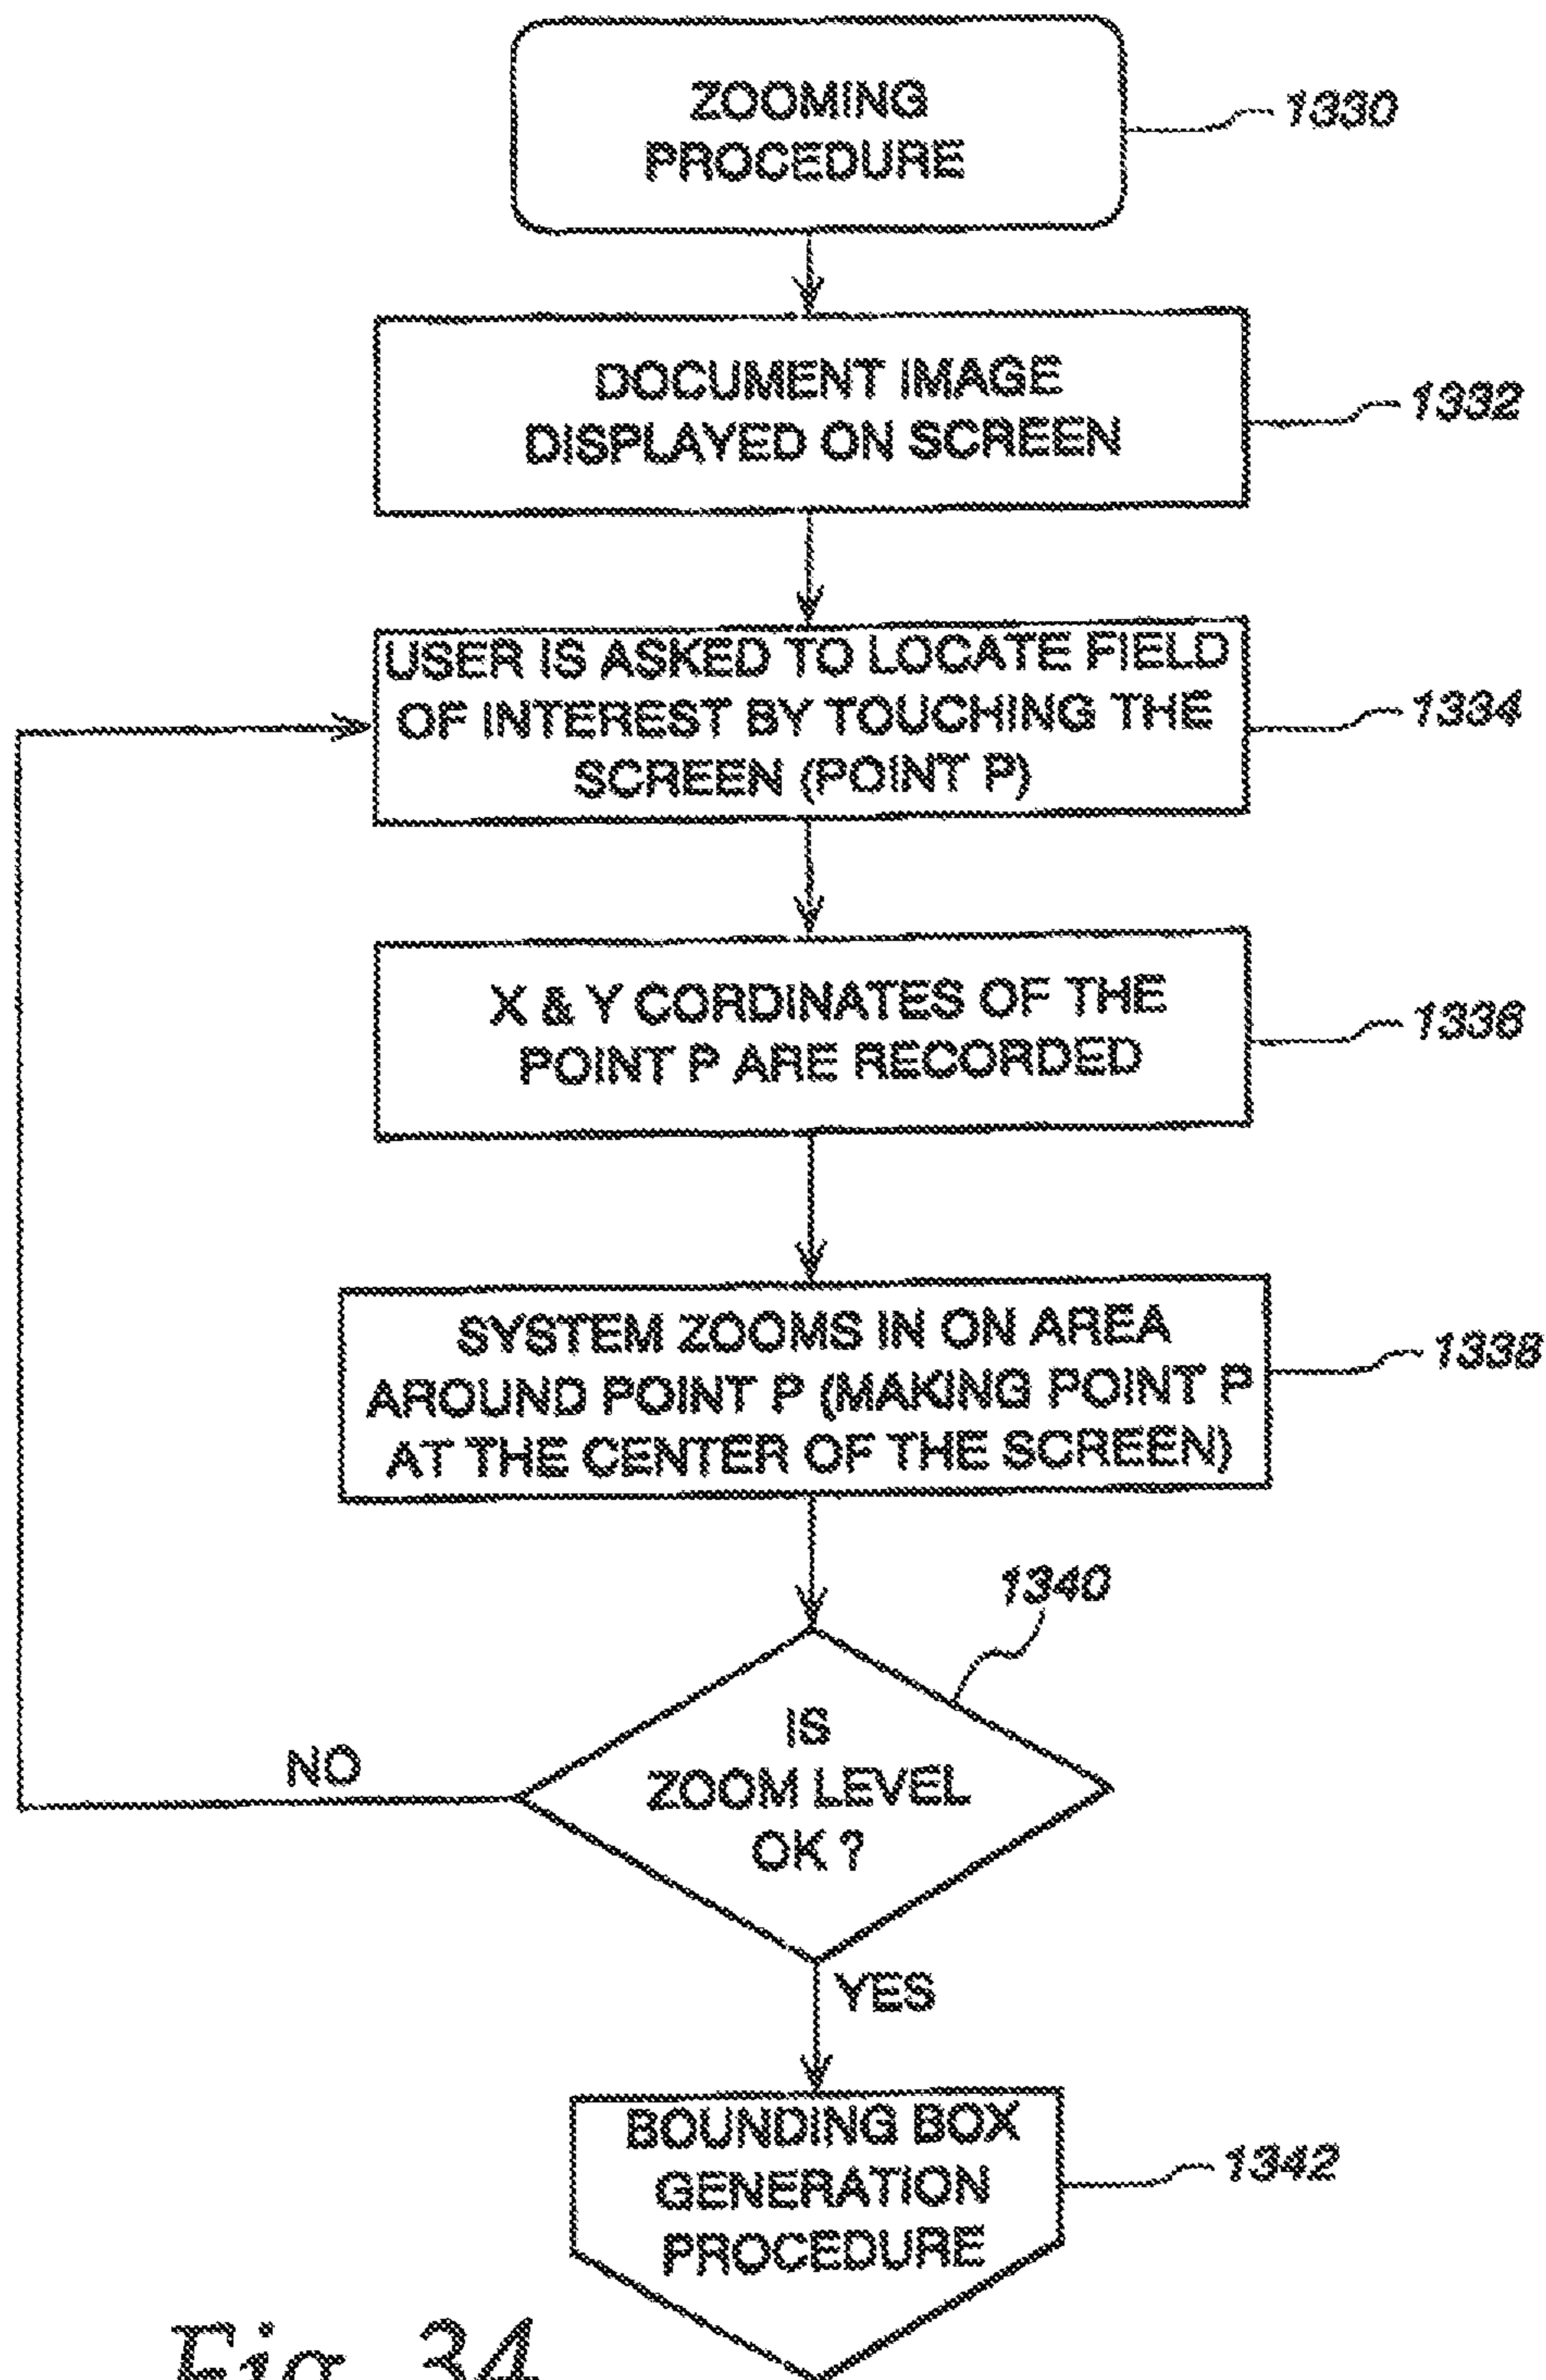 ZOOMING
PROCEDURE
1330
DOCUMENT IMAGE
DISPLAYED ON SCREEN
1332
USER IS ASKED TO LOCATE FIELD
OF INTEREST BY TOUCHING THE
SCREEN (POINT P)
1334
X & Y CORDINATES OF THE
POINT P ARE RECORDED
1336
SYSTEM ZOOMS IN ON AREA
AROUND POINT P (MAKING POINT P
AT THE CENTER OF THE SCREEN)
1338
1340
IS
ZOOM LEVEL
OK ?
NO
YES
BOUNDING BOX
GENERATION
PROCEDURE
1342
Fig. 34